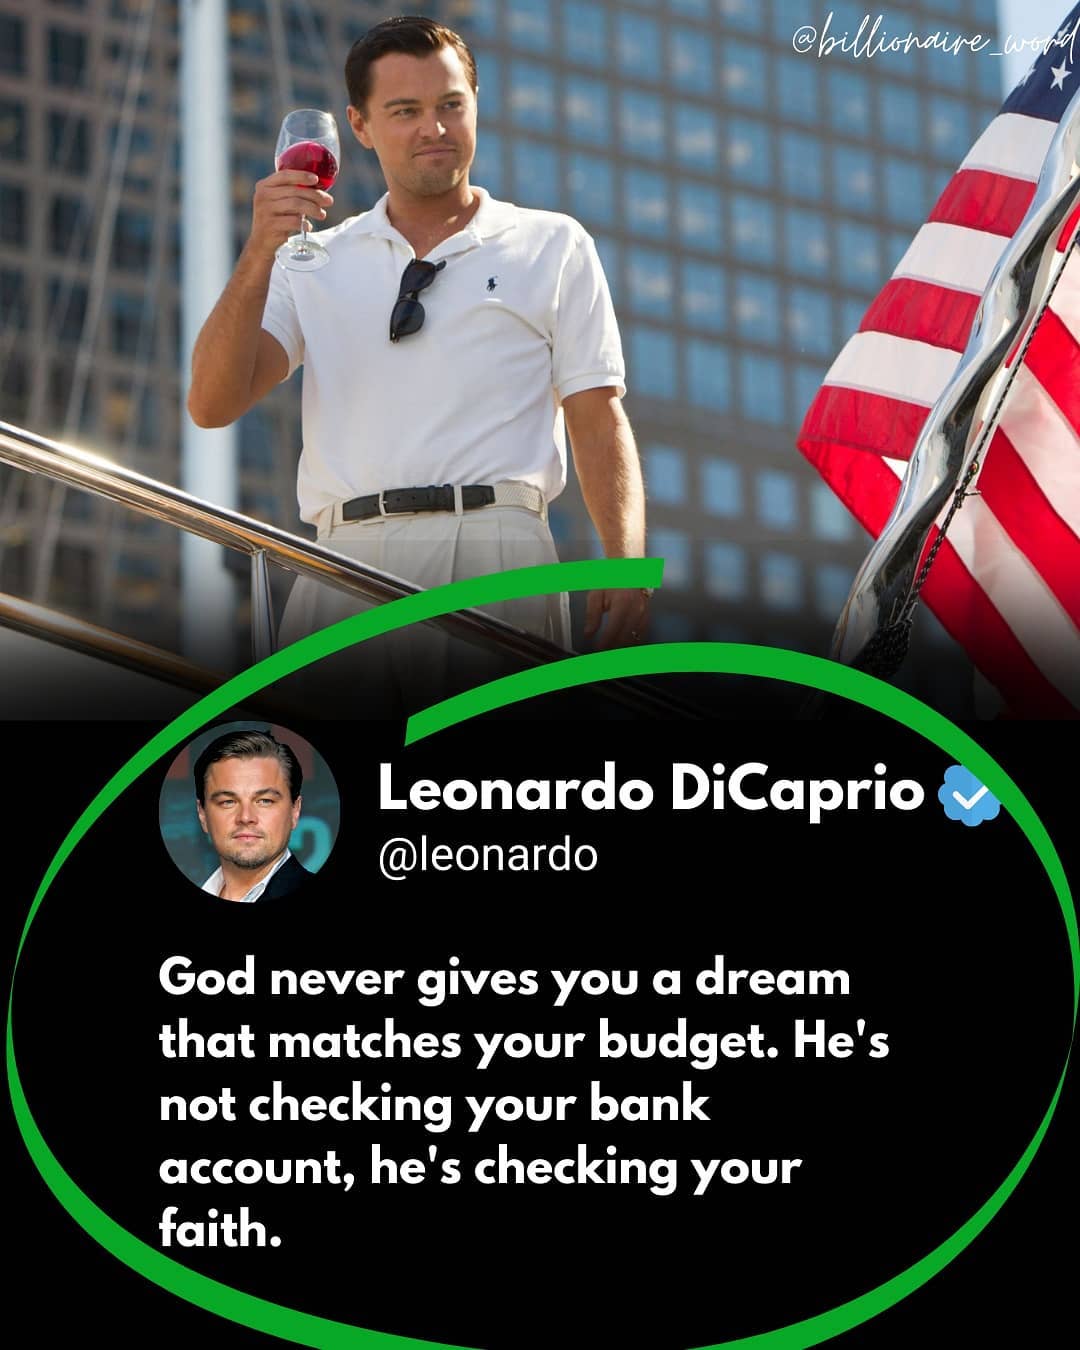 @billionaire_word
Leonardo DiCaprio
@leonardo
God never gives you a dream
that matches your budget. He's
not checking your bank
account, he's checking your
faith.